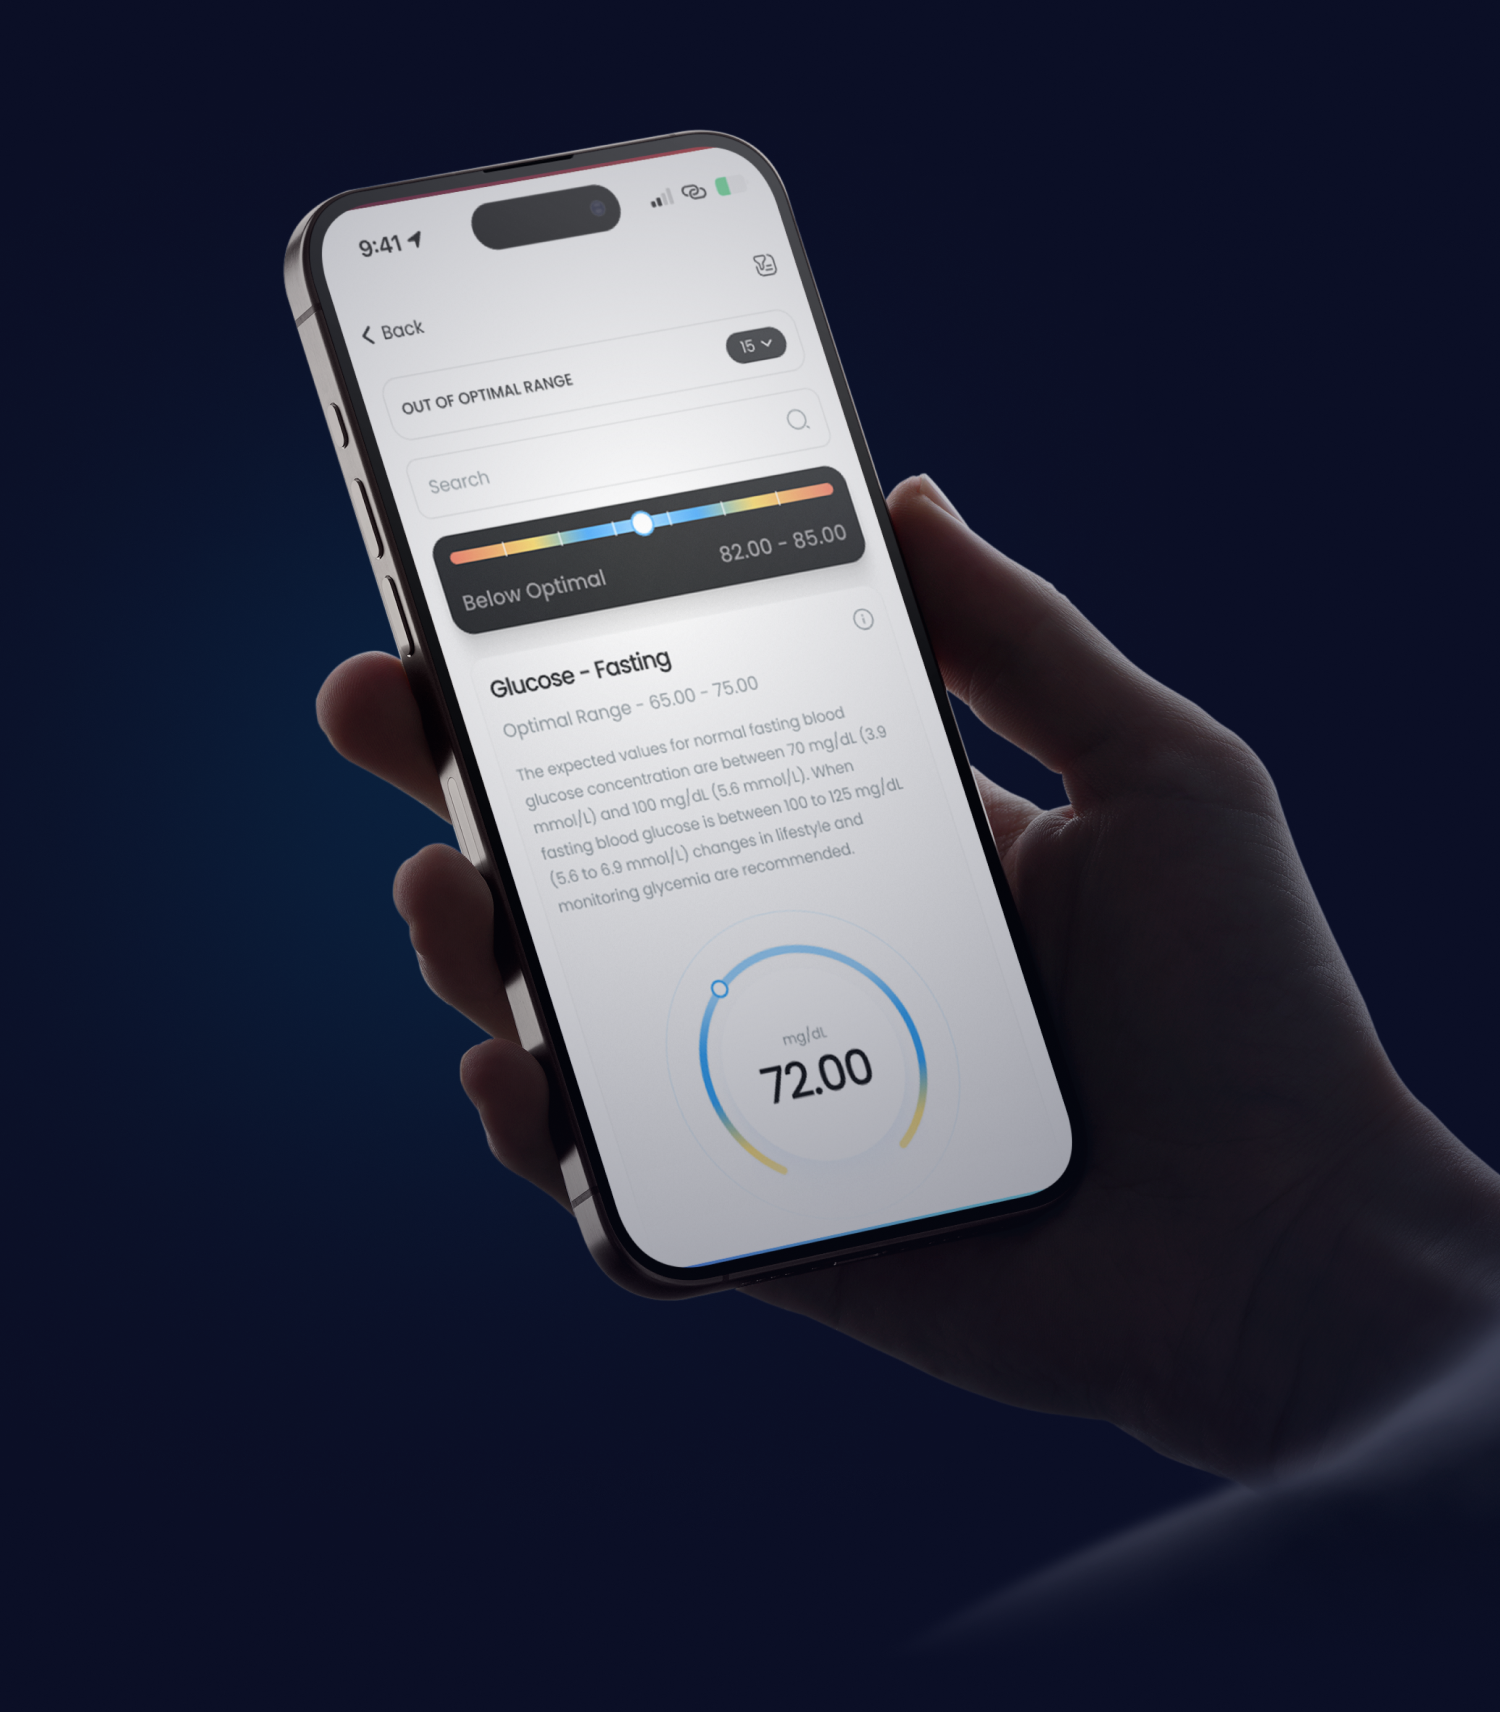 9:41
Back
OUT OF OPTIMAL RANGE
15
Search
Below Optimal
82.00 - 85.00
Glucose - Fasting
Optimal Range - 65.00 - 75.00
The expected values for normal fasting blood
glucose concentration are between 70 mg/dL (3.9
mmol/L) and 100 mg/dL (5.6 mmol/L). When
fasting blood glucose is between 100 to 125 mg/dL
(5.6 to 6.9 mmol/L) changes in lifestyle and
monitoring glycemia are recommended.
mg/dL
72.00